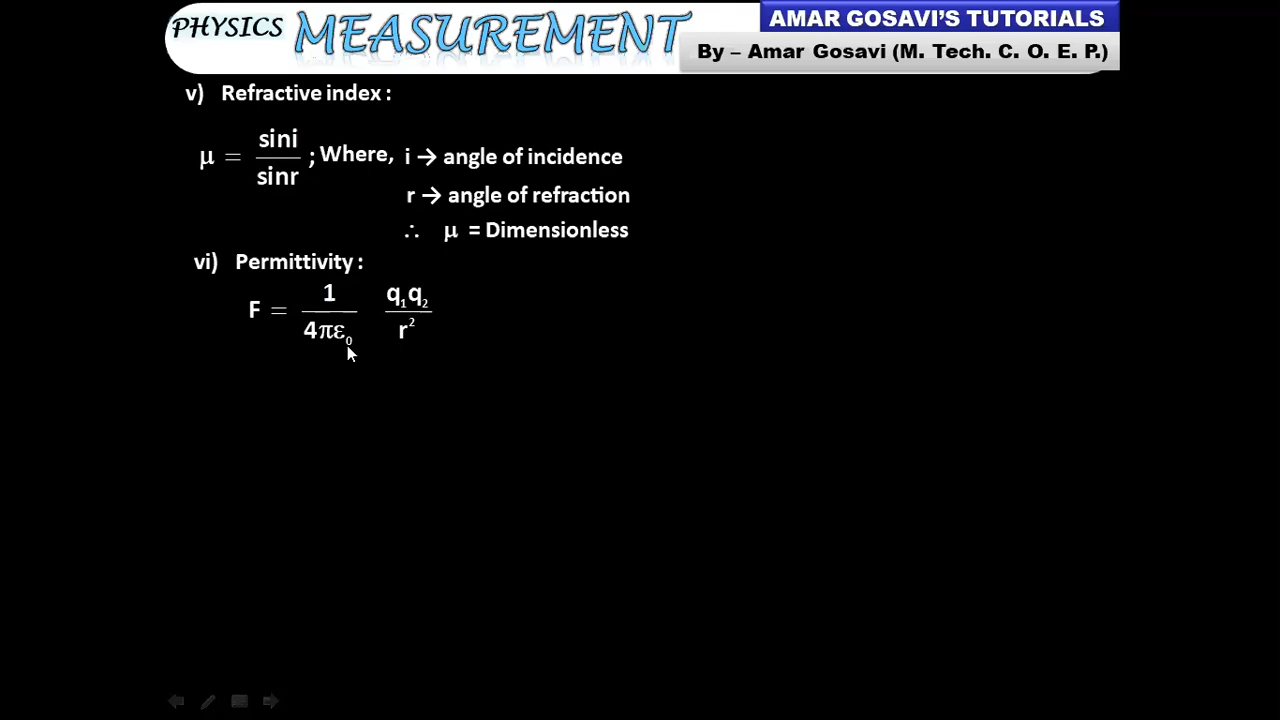 PHYSICS MEASUREMENT
AMAR GOSAVI'S TUTORIALS
By – Amar Gosavi (M. Tech. C. O. E. P.)
v) Refractive index :
μ = sini / sinr ; Where, i → angle of incidence
r → angle of refraction
∴ μ = Dimensionless
vi) Permittivity :
F = 1 / 4πε₀ q₁q₂ / r²